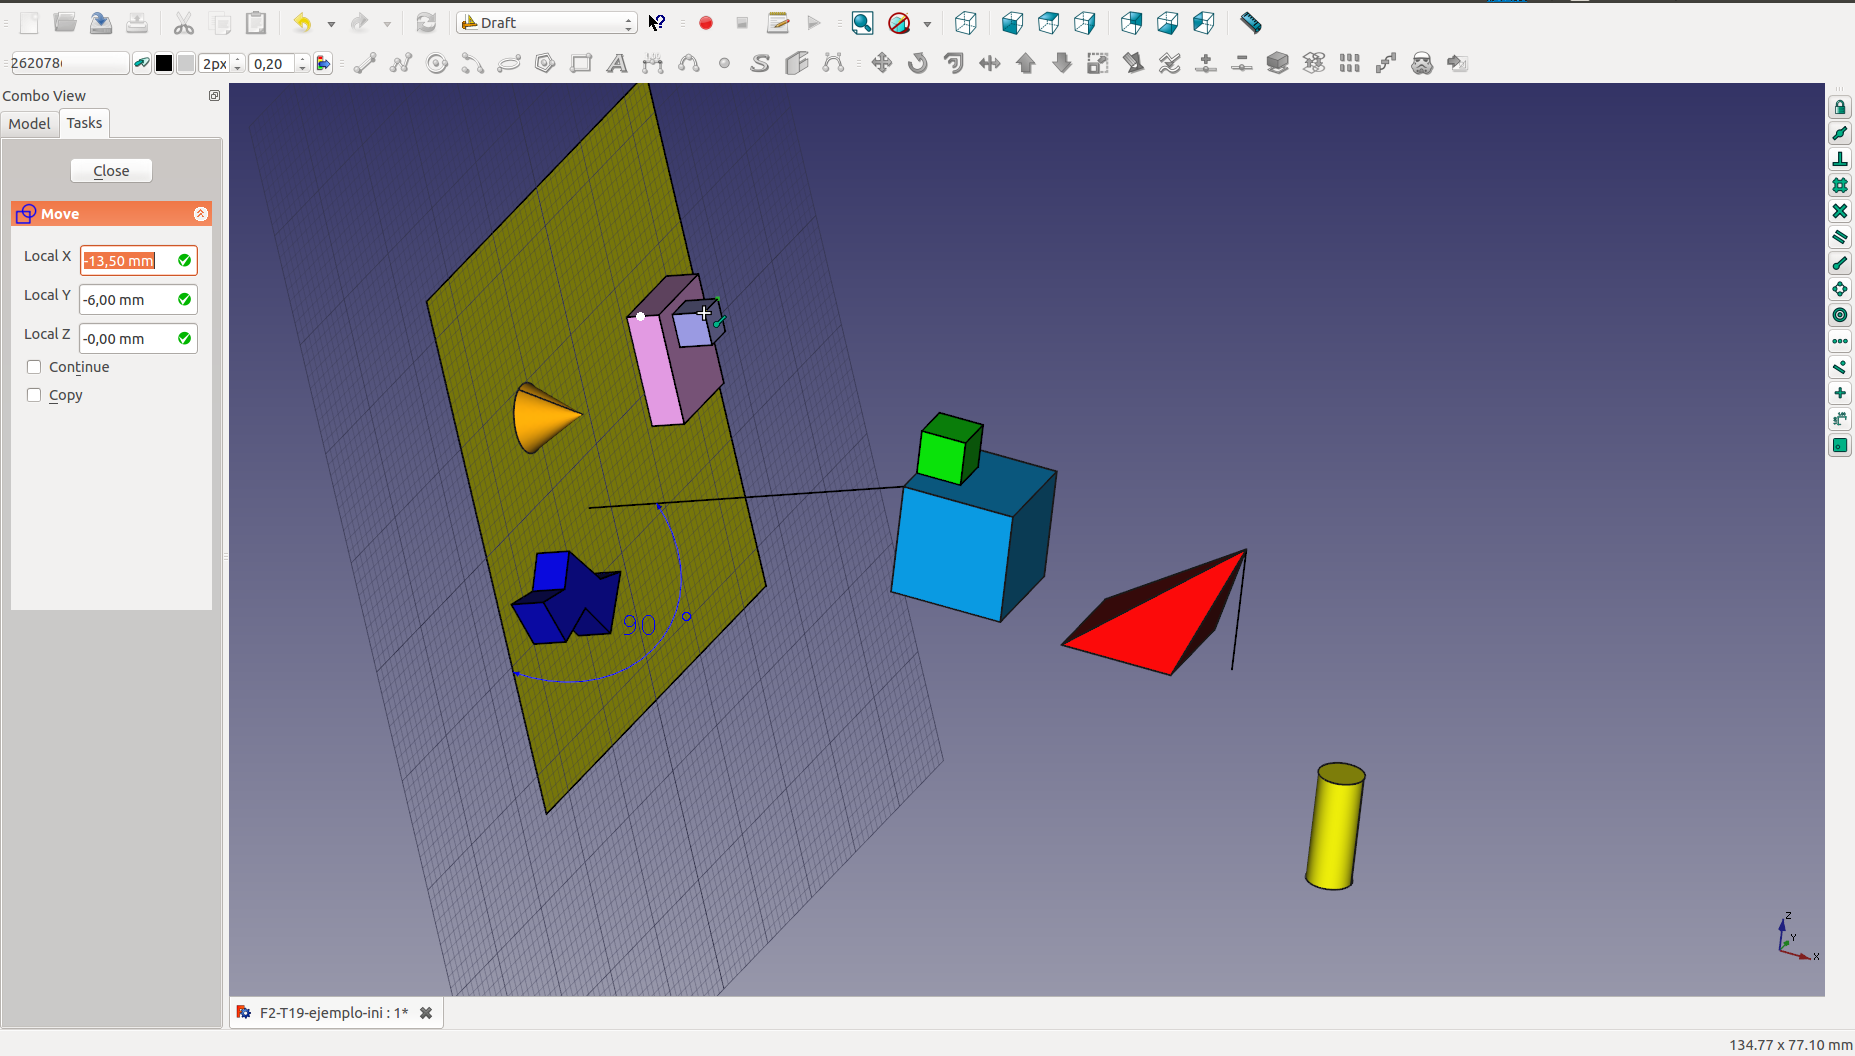 Draft
262078
2px
0,20
Combo View
Model
Tasks
Close
Move
Local X
-13,50 mm
Local Y
-6,00 mm
Local Z
-0,00 mm
Continue
Copy
90 °
Z
Y
X
F2-T19-ejemplo-ini : 1*
134.77 x 77.10 mm